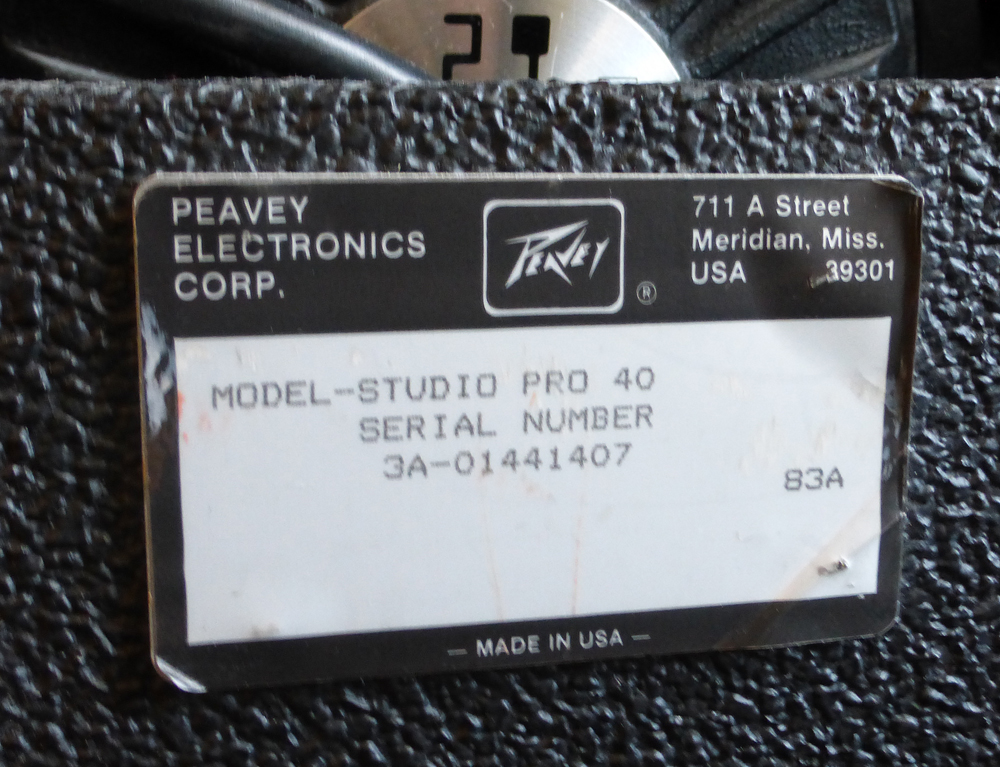 PEAVEY
ELECTRONICS
CORP.
PEAVEY
®
711 A Street
Meridian, Miss.
USA 39301
MODEL-STUDIO PRO 40
SERIAL NUMBER
3A-01441407
83A
— MADE IN USA —